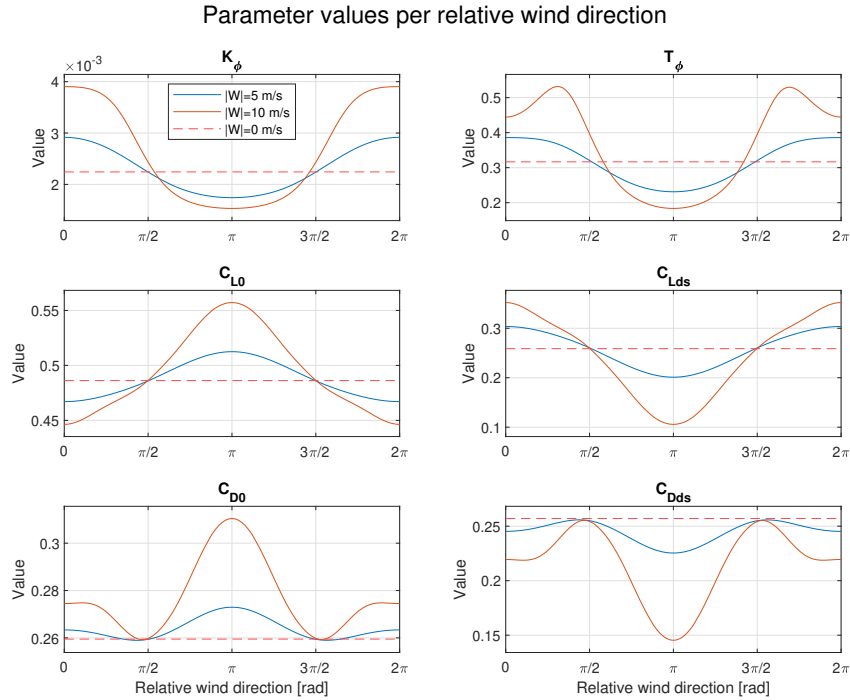 Parameter values per relative wind direction
K_ϕ
×10⁻³
Value
4
3
2
0
π/2
π
3π/2
2π
|W|=5 m/s
|W|=10 m/s
|W|=0 m/s
T_ϕ
Value
0.5
0.4
0.3
0.2
0
π/2
π
3π/2
2π
C_L0
Value
0.55
0.5
0.45
0
π/2
π
3π/2
2π
C_Lds
Value
0.3
0.2
0.1
0
π/2
π
3π/2
2π
C_D0
Value
0.3
0.28
0.26
0
π/2
π
3π/2
2π
Relative wind direction [rad]
C_Dds
Value
0.25
0.2
0.15
0
π/2
π
3π/2
2π
Relative wind direction [rad]